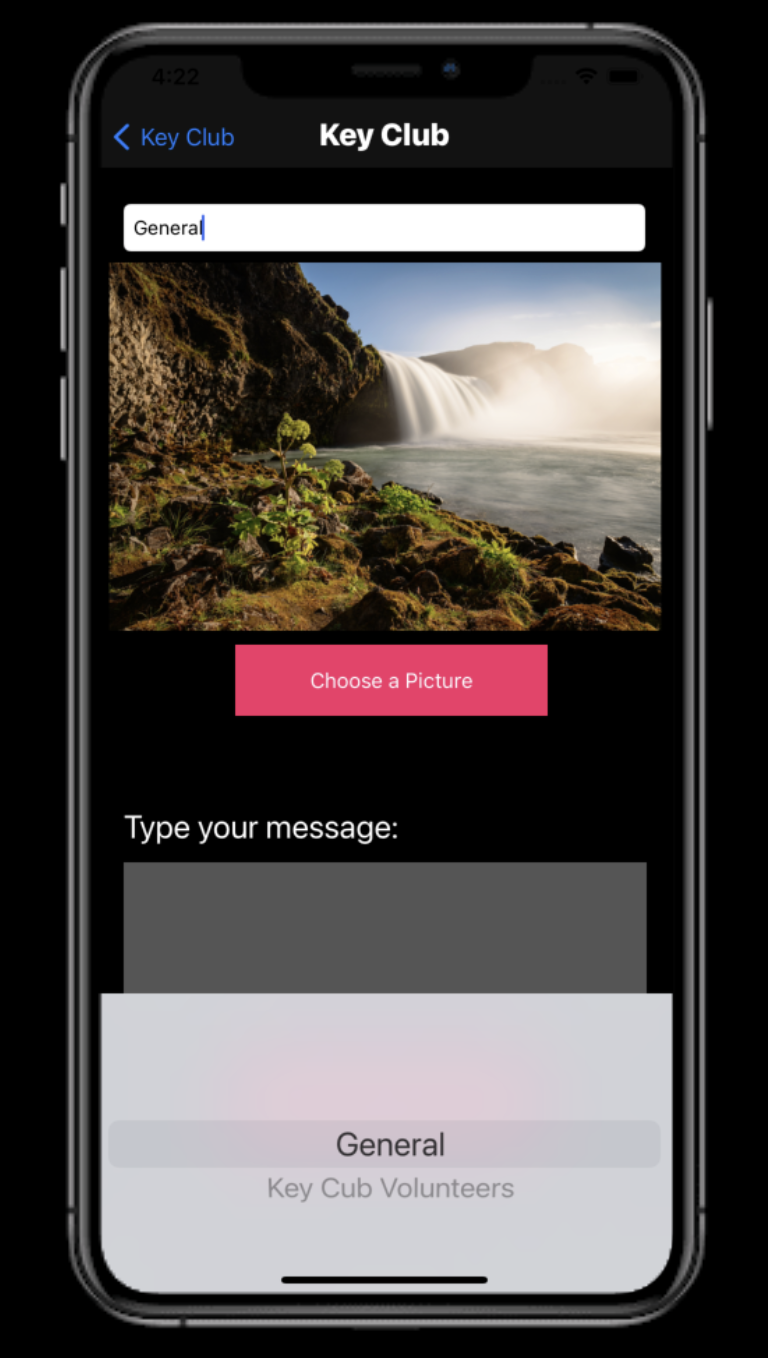 4:22
Key Club
Key Club
General
Choose a Picture
Type your message:
General
Key Cub Volunteers